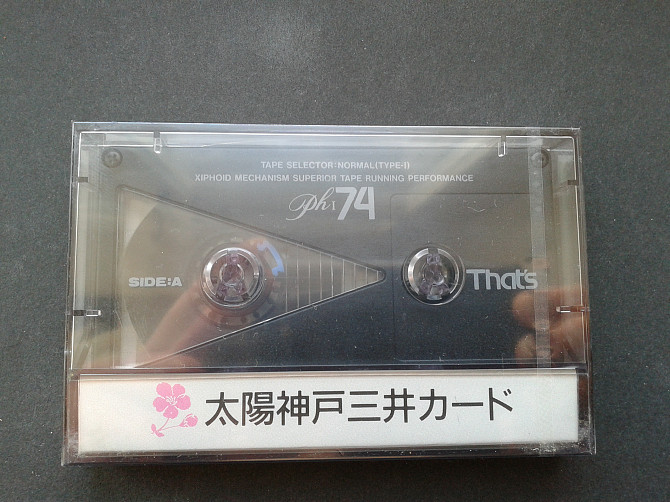 TAPE SELECTOR:NORMAL(TYPE-I)
XIPHOID MECHANISM SUPERIOR TAPE RUNNING PERFORMANCE
Ph-I 74
SIDE:A
That's
太陽神戸三井カード